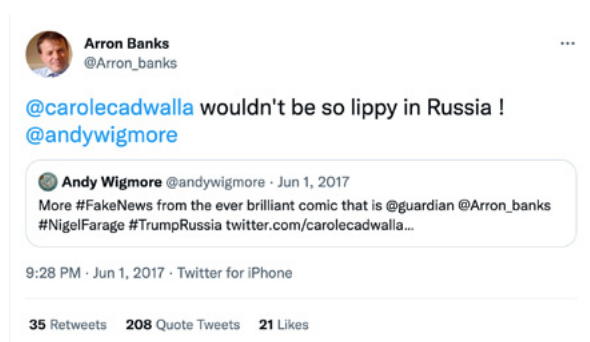 Arron Banks
@Arron_banks
@carolecadwalla wouldn't be so lippy in Russia !
@andywigmore
Andy Wigmore @andywigmore · Jun 1, 2017
More #FakeNews from the ever brilliant comic that is @guardian @Arron_banks
#NigelFarage #TrumpRussia twitter.com/carolecadwalla...
9:28 PM · Jun 1, 2017 · Twitter for iPhone
35 Retweets 208 Quote Tweets 21 Likes